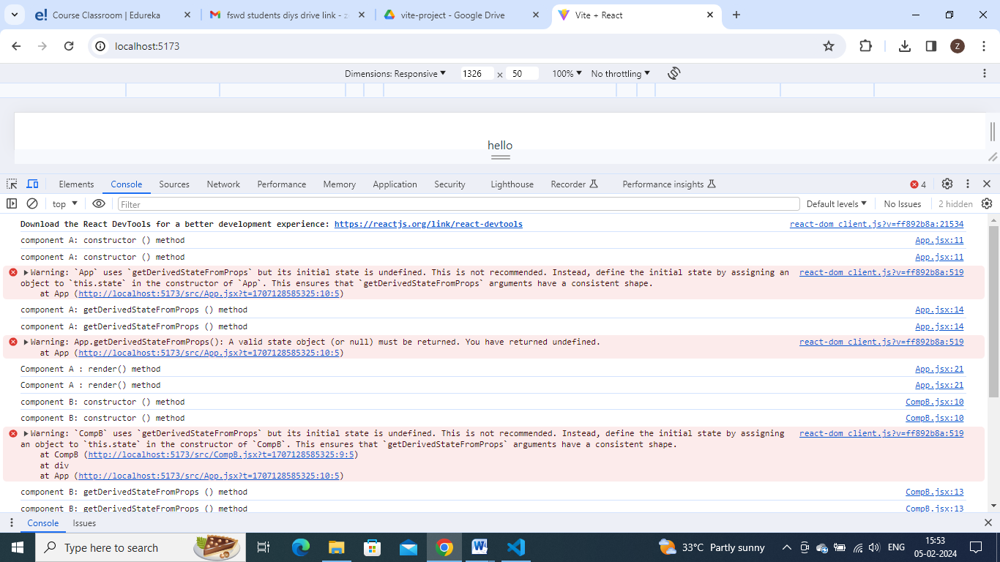 Course Classroom | Edureka
fswd students diys drive link - z
vite-project - Google Drive
Vite + React
localhost:5173
Z
Dimensions: Responsive 1326 × 50 100% No throttling
hello
Elements Console Sources Network Performance Memory Application Security Lighthouse Recorder Performance insights 4
top Filter Default levels No Issues 2 hidden
Download the React DevTools for a better development experience: https://reactjs.org/link/react-devtools react-dom client.js?v=ff892b8a:21534
component A: constructor () method App.jsx:11
component A: constructor () method App.jsx:11
Warning: `App` uses `getDerivedStateFromProps` but its initial state is undefined. This is not recommended. Instead, define the initial state by assigning an react-dom client.js?v=ff892b8a:519
object to `this.state` in the constructor of `App`. This ensures that `getDerivedStateFromProps` arguments have a consistent shape.
at App (http://localhost:5173/src/App.jsx?t=1707128585325:10:5)
component A: getDerivedStateFromProps () method App.jsx:14
component A: getDerivedStateFromProps () method App.jsx:14
Warning: App.getDerivedStateFromProps(): A valid state object (or null) must be returned. You have returned undefined. react-dom client.js?v=ff892b8a:519
at App (http://localhost:5173/src/App.jsx?t=1707128585325:10:5)
Component A : render() method App.jsx:21
Component A : render() method App.jsx:21
component B: constructor () method CompB.jsx:10
component B: constructor () method CompB.jsx:10
Warning: `CompB` uses `getDerivedStateFromProps` but its initial state is undefined. This is not recommended. Instead, define the initial state by assigning react-dom client.js?v=ff892b8a:519
an object to `this.state` in the constructor of `CompB`. This ensures that `getDerivedStateFromProps` arguments have a consistent shape.
at CompB (http://localhost:5173/src/CompB.jsx?t=1707128585325:9:5)
at div
at App (http://localhost:5173/src/App.jsx?t=1707128585325:10:5)
component B: getDerivedStateFromProps () method CompB.jsx:13
component B: getDerivedStateFromProps () method CompB.jsx:13
Console Issues
Type here to search
33°C Partly sunny
ENG
15:53
05-02-2024